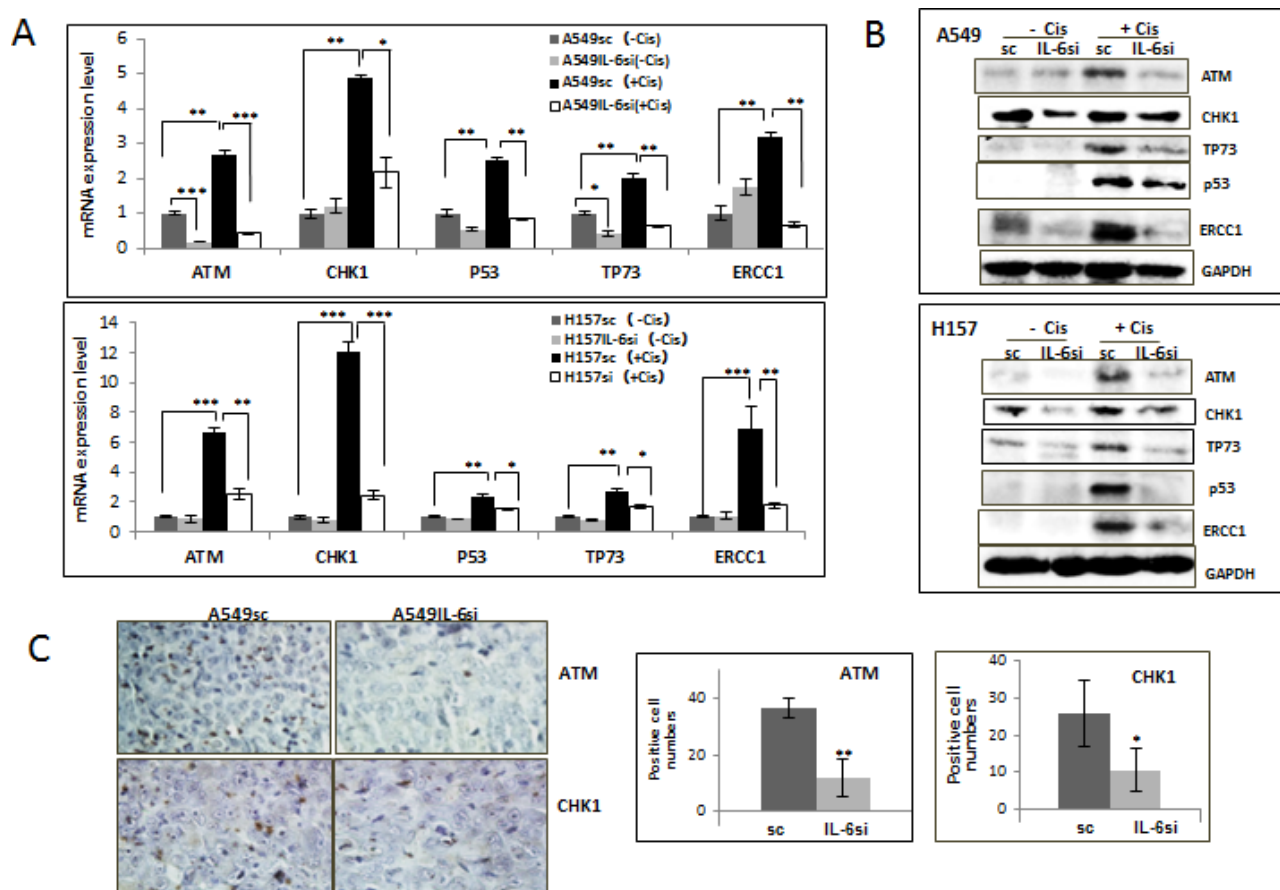 A
6
5
4
3
2
1
0
mRNA expression level
A549sc (-Cis)
A549IL-6si(-Cis)
A549sc (+Cis)
A549IL-6si(+Cis)
** *** ***
** *
** **
** * **
** **
ATM CHK1 P53 TP73 ERCC1
14
12
10
8
6
4
2
0
mRNA expression level
H157sc (-Cis)
H157IL-6si (-Cis)
H157sc (+Cis)
H157si (+Cis)
*** **
*** ***
** *
** *
*** **
ATM CHK1 P53 TP73 ERCC1
B
A549
- Cis + Cis
sc IL-6si sc IL-6si
ATM
CHK1
TP73
p53
ERCC1
GAPDH
H157
- Cis + Cis
sc IL-6si sc IL-6si
ATM
CHK1
TP73
p53
ERCC1
GAPDH
C
A549sc A549IL-6si
ATM
CHK1
ATM
Positive cell
numbers
40
20
0
**
sc IL-6si
CHK1
Positive cell
numbers
40
30
20
10
0
*
sc IL-6si